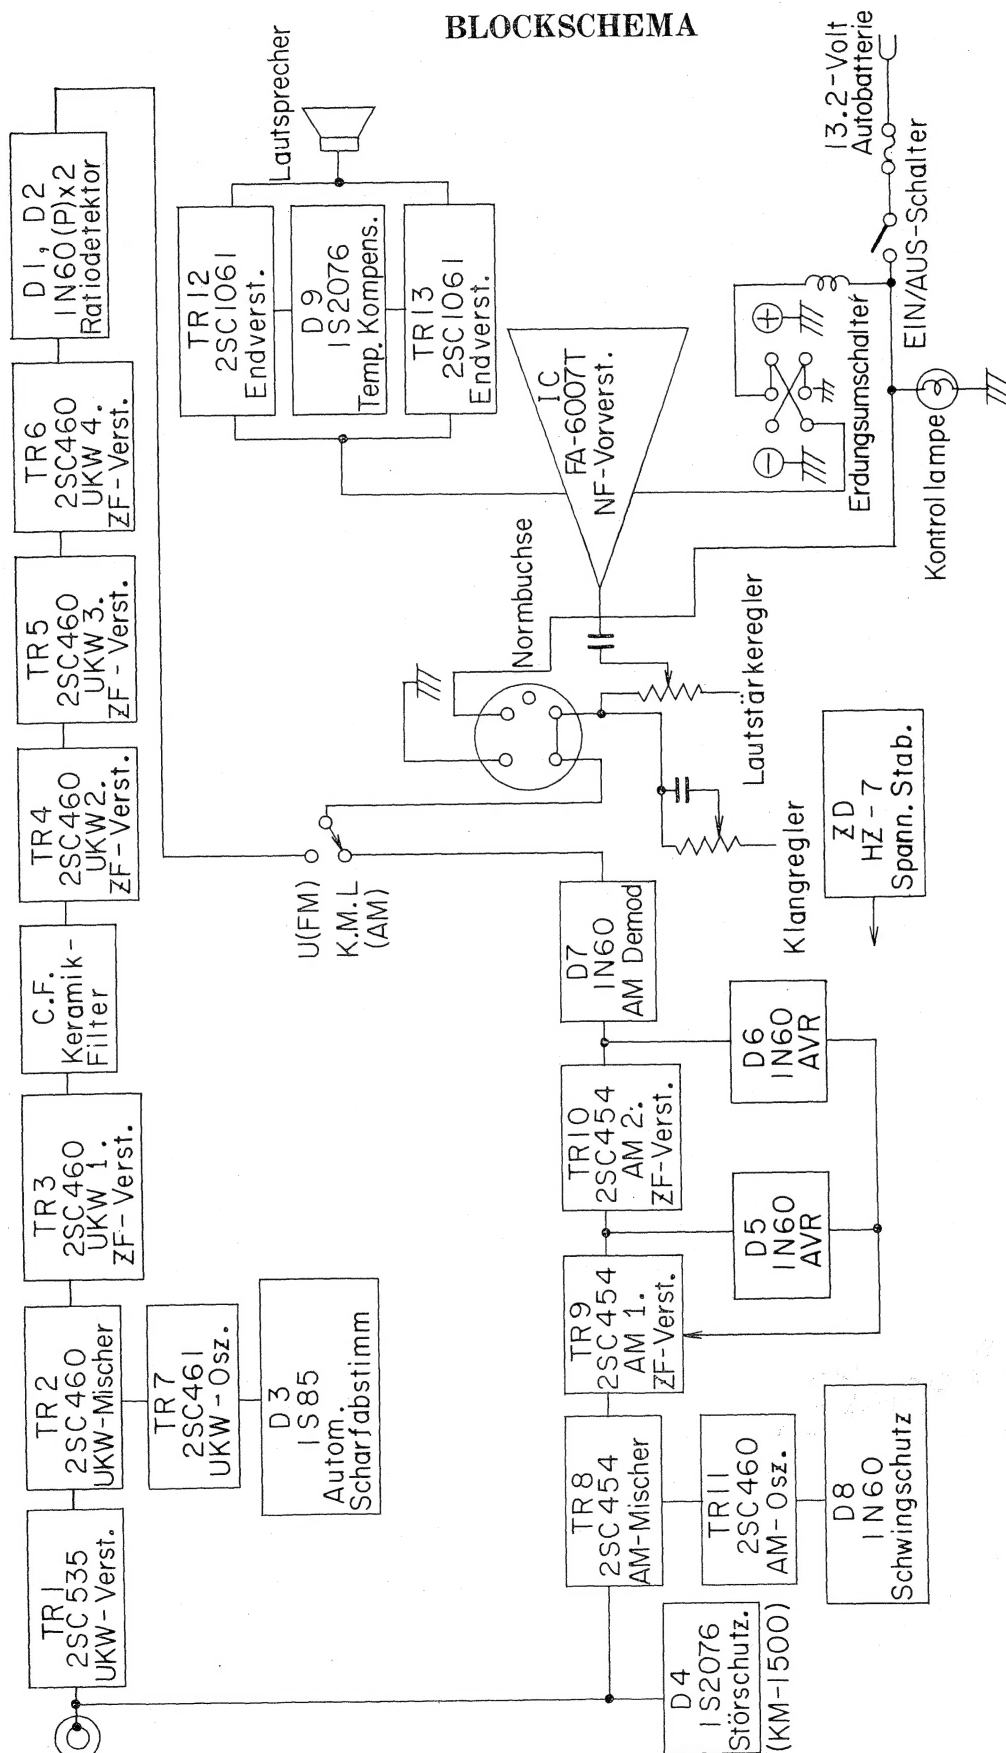 BLOCKSCHEMA
TR1
2SC535
UKW-Verst.
TR2
2SC460
UKW-Mischer
TR7
2SC461
UKW-Osz.
D3
1S85
Autom.
Scharfabstimm
TR3
2SC460
UKW 1.
ZF-Verst.
C.F.
Keramik-
Filter
TR4
2SC460
UKW2.
ZF-Verst.
TR5
2SC460
UKW 3.
ZF-Verst.
TR6
2SC460
UKW 4.
ZF-Verst.
D1, D2
1N60(P)x2
Ratiodetektor
D4
1S2076
Störschutz.
(KM-1500)
TR8
2SC454
AM-Mischer
TR11
2SC460
AM-Osz.
D8
1N60
Schwingschutz
TR9
2SC454
AM 1.
ZF-Verst.
D5
1N60
AVR
TR10
2SC454
AM 2.
ZF-Verst.
D6
1N60
AVR
D7
1N60
AM Demod
U(FM)
K.M.L
(AM)
Normbuchse
Klangregler
Lautstärkeregler
ZD
HZ-7
Spann. Stab.
IC
FA-6007T
NF-Vorverst.
TR12
2SC1061
Endverst.
D9
1S2076
Temp. Kompens.
TR13
2SC1061
Endverst.
Lautsprecher
+
−
Erdungsumschalter
Kontrollampe
EIN/AUS-Schalter
13.2-Volt
Autobatterie